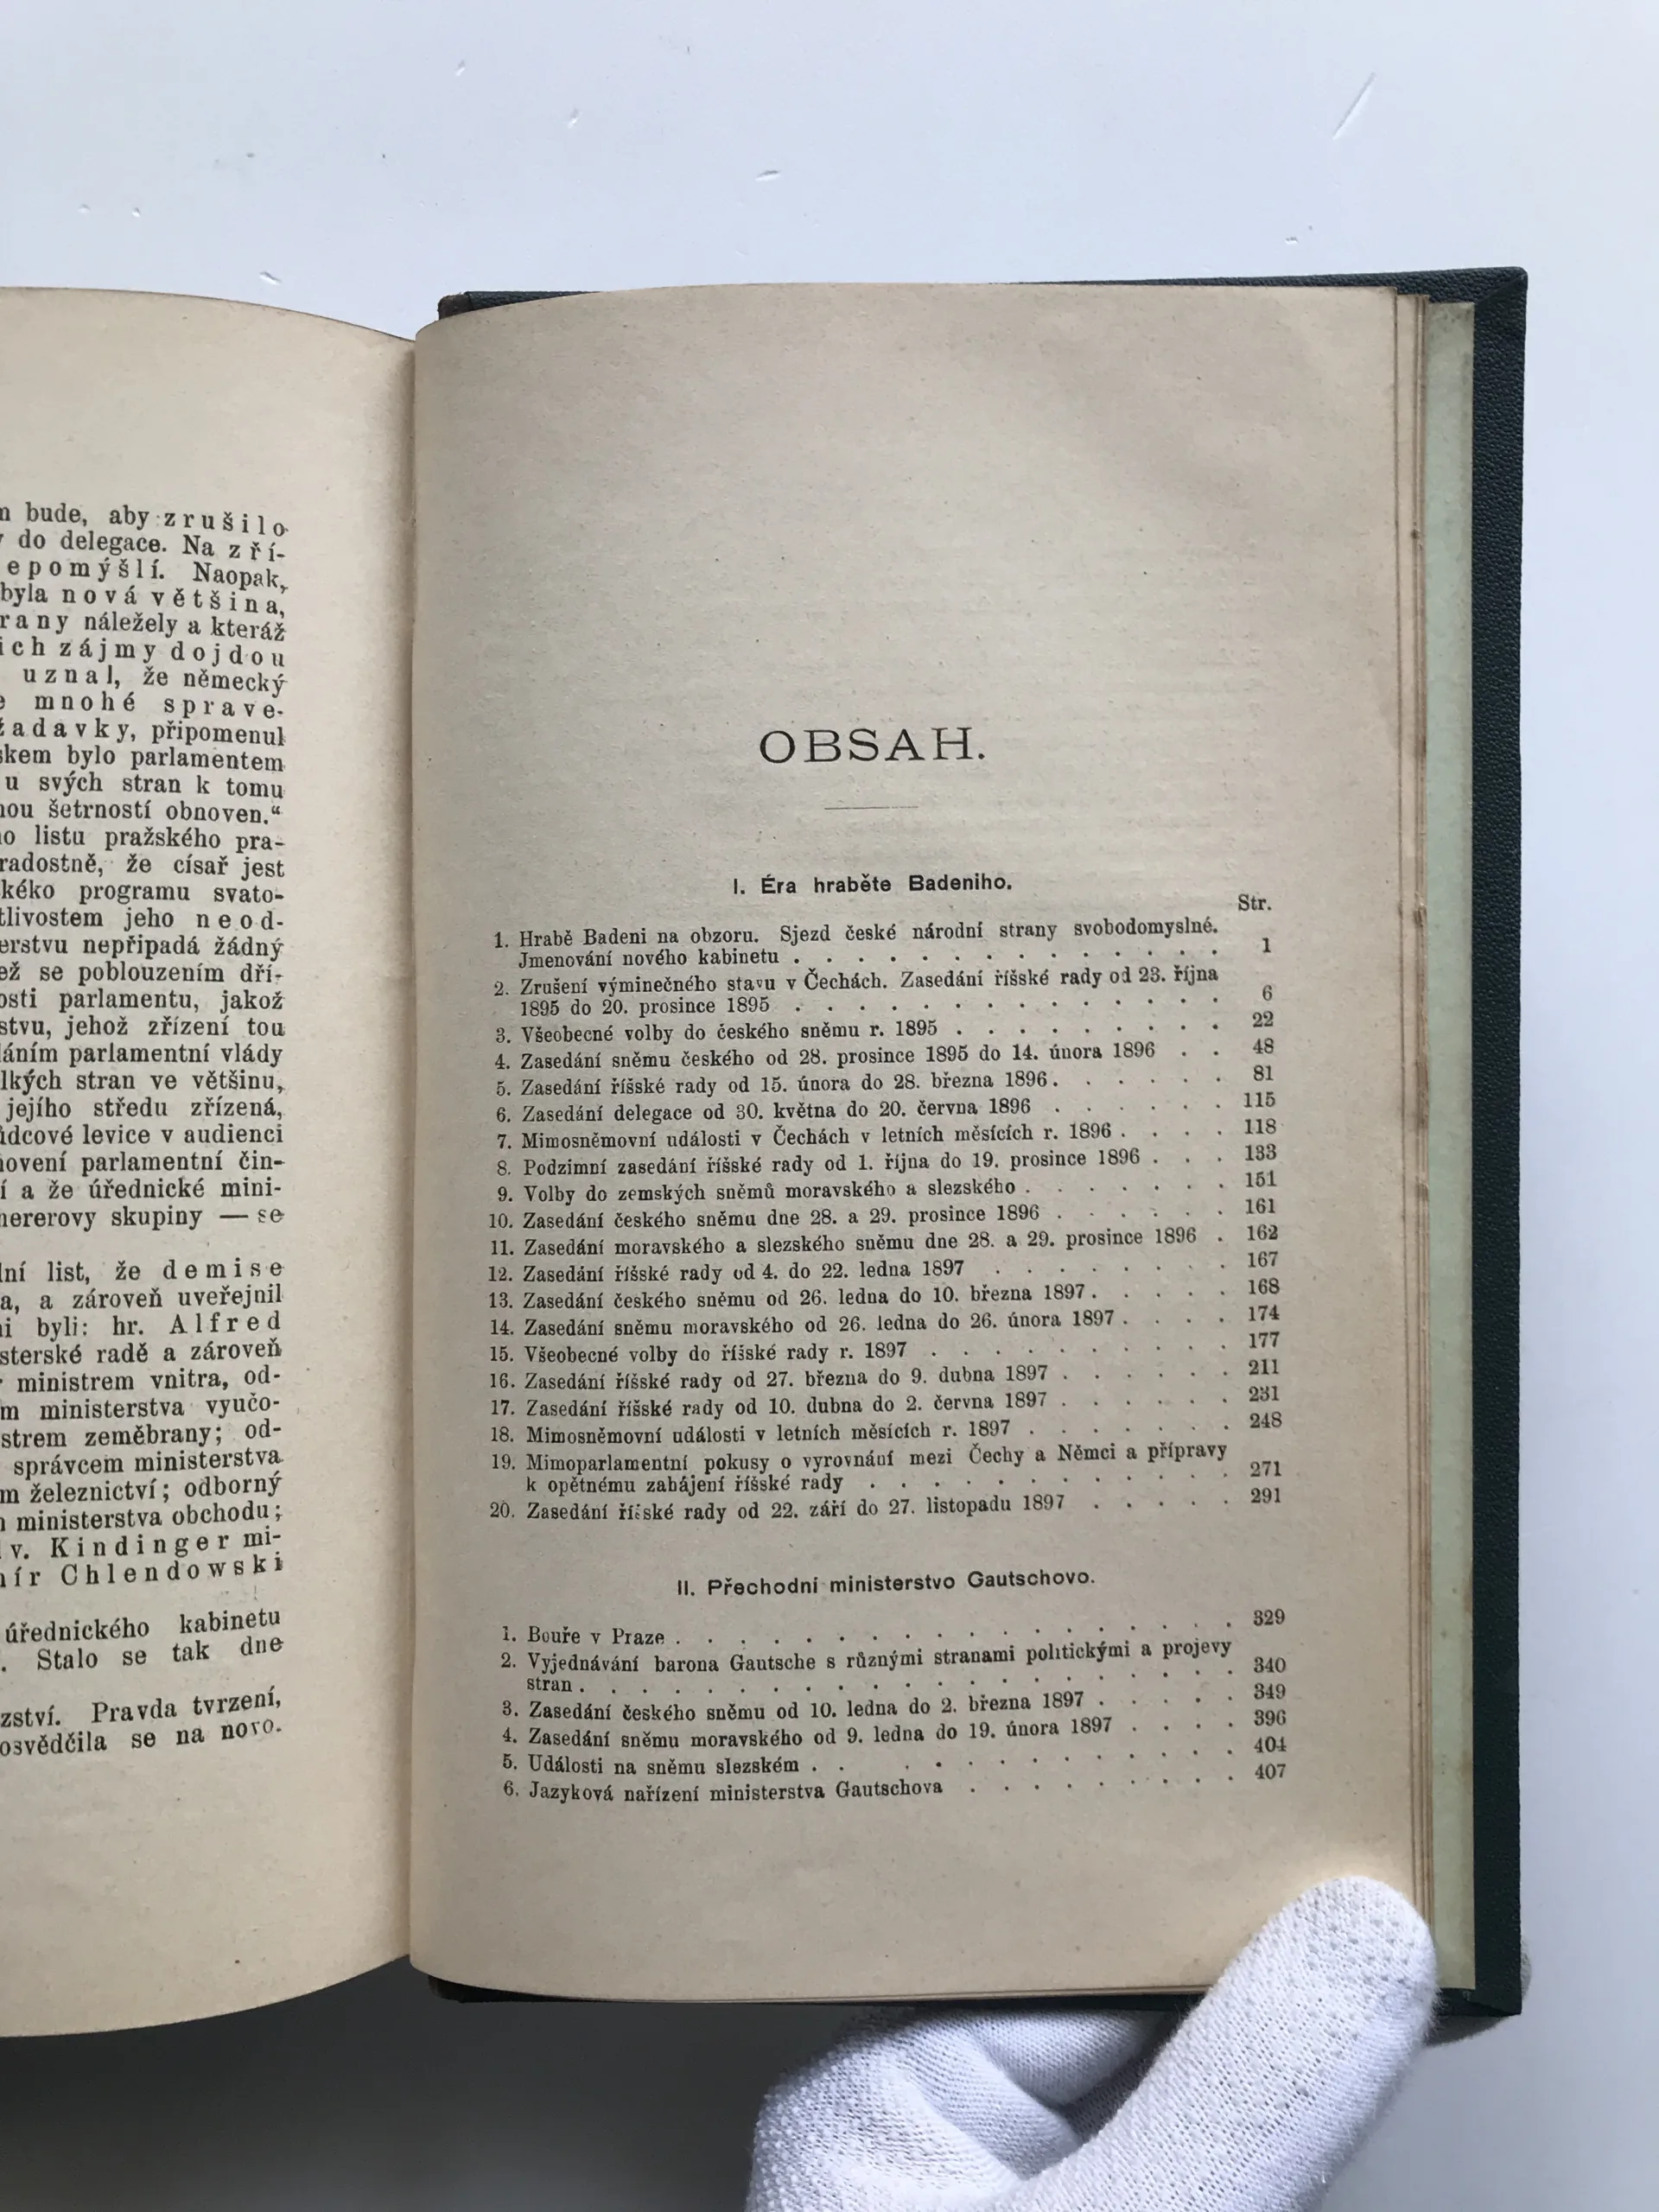 bude, aby zrušilo
do delegace. Na zří-
epomýšlí. Naopak,
byla nová většina,
rany náležely a kteráž
ich zájmy dojdou
uznal, že německý
mnohé sprave-
žadavky, připomenul
skem bylo parlamentem
u svých stran k tomu
nou šetrností obnoven.“
ho listu pražského pra-
radostně, že císař jest
kéko programu svato-
tlivostem jeho neod-
erstvu nepřipadá žádný
ež se poblouzením dří-
osti parlamentu, jakož
stvu, jehož zřízení tou
dáním parlamentní vlády
lkých stran ve většinu,
jejího středu zřízená,
ůdcové levice v audienci
novení parlamentní čin-
í a že úřednické mini-
nererovy skupiny — se
lní list, že demise
a, a zároveň uveřejnil
ni byli: hr. Alfred
sterské radě a zároveň
ministrem vnitra, od-
m ministerstva vyučo-
strem zeměbrany; od-
správcem ministerstva
m železnictví; odborný
ministerstva obchodu;
v. Kindinger mi-
nír Chlendowski
úřednického kabinetu
. Stalo se tak dne
zství. Pravda tvrzení,
osvědčila se na novo.
OBSAH.
I. Éra hraběte Badeniho.
Str.
1. Hrabě Badeni na obzoru. Sjezd české národní strany svobodomyslné.
Jmenování nového kabinetu . . . . . . . . . . . . . . 1
2. Zrušení výminečného stavu v Čechách. Zasedání říšské rady od 23. října
1895 do 20. prosince 1895 . . . . . . . . . . . . . . 6
3. Všeobecné volby do českého sněmu r. 1895 . . . . . . . . . 22
4. Zasedání sněmu českého od 28. prosince 1895 do 14. února 1896 . . 48
5. Zasedání říšské rady od 15. února do 28. března 1896 . . . . . . 81
6. Zasedání delegace od 30. května do 20. června 1896 . . . . . . 115
7. Mimosněmovní události v Čechách v letních měsících r. 1896 . . . . 118
8. Podzimní zasedání říšské rady od 1. října do 19. prosince 1896 . . . 133
9. Volby do zemských sněmů moravského a slezského . . . . . . . 151
10. Zasedání českého sněmu dne 28. a 29. prosince 1896 . . . . . . 161
11. Zasedání moravského a slezského sněmu dne 28. a 29. prosince 1896 . 162
12. Zasedání říšské rady od 4. do 22. ledna 1897 . . . . . . . . 167
13. Zasedání českého sněmu od 26. ledna do 10. března 1897 . . . . . 168
14. Zasedání sněmu moravského od 26. ledna do 26. února 1897 . . . . 174
15. Všeobecné volby do říšské rady r. 1897 . . . . . . . . . . 177
16. Zasedání říšské rady od 27. března do 9. dubna 1897 . . . . . . 211
17. Zasedání říšské rady od 10. dubna do 2. června 1897 . . . . . . 231
18. Mimosněmovní události v letních měsících r. 1897 . . . . . . . 248
19. Mimoparlamentní pokusy o vyrovnání mezi Čechy a Němci a přípravy
k opětnému zahájení říšské rady . . . . . . . . . . . . 271
20. Zasedání říšské rady od 22. září do 27. listopadu 1897 . . . . . 291
II. Přechodní ministerstvo Gautschovo.
1. Bouře v Praze . . . . . . . . . . . . . . . . . . 329
2. Vyjednávání barona Gautsche s různými stranami politickými a projevy
stran . . . . . . . . . . . . . . . . . . . . . 340
3. Zasedání českého sněmu od 10. ledna do 2. března 1897 . . . . . 349
4. Zasedání sněmu moravského od 9. ledna do 19. února 1897 . . . . 396
5. Události na sněmu slezském . . . . . . . . . . . . . 404
6. Jazyková nařízení ministerstva Gautschova . . . . . . . . . 407